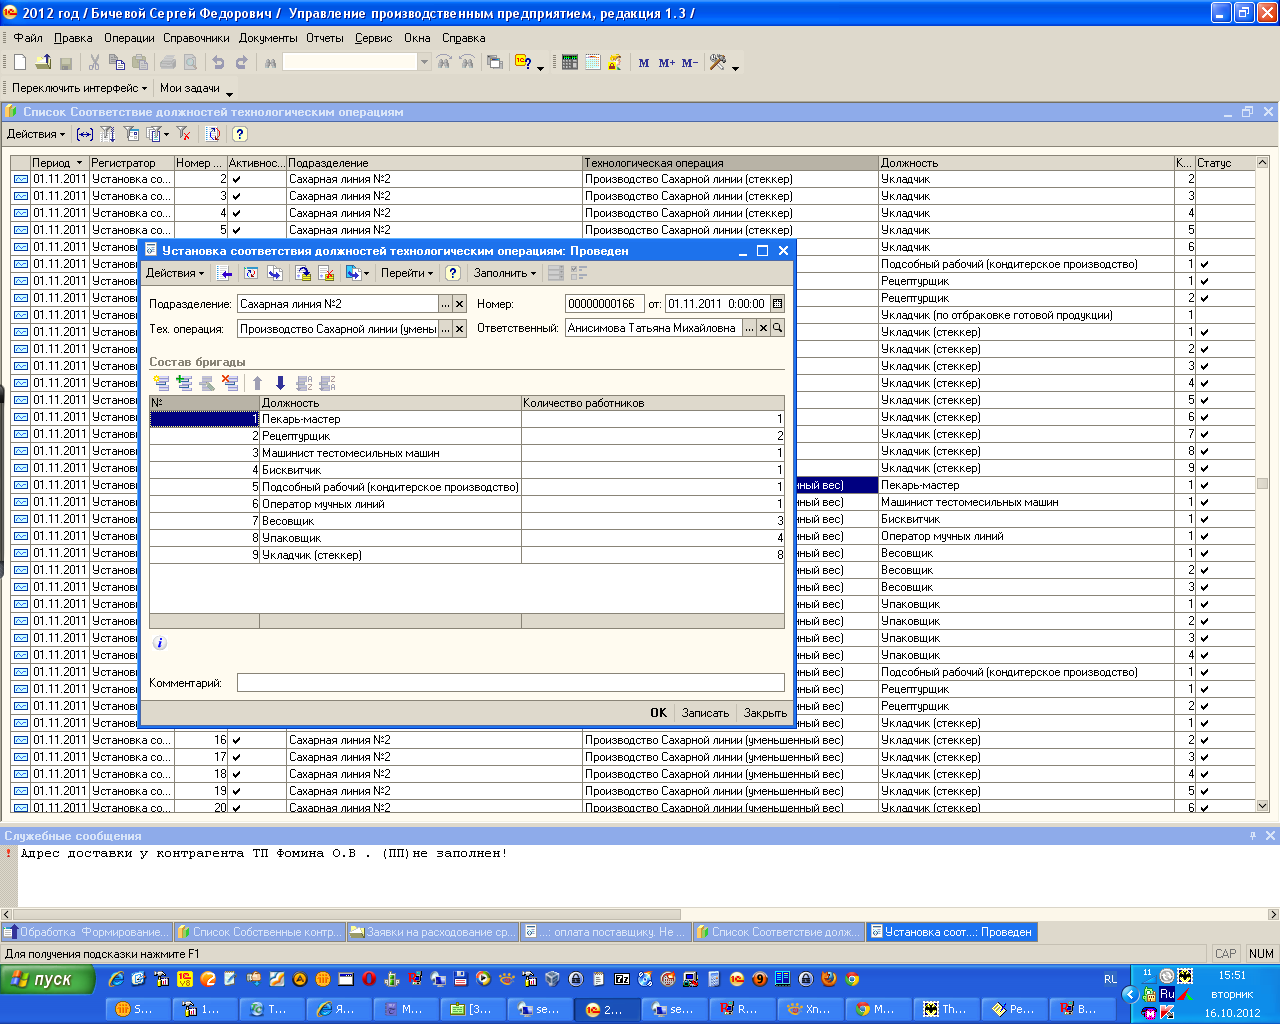 2012 год / Бичевой Сергей Федорович / Управление производственным предприятием, редакция 1.3 /
Файл Правка Операции Справочники Документы Отчеты Сервис Окна Справка
M M+ M-
Переключить интерфейс Мои задачи
Список Соответствие должностей технологическим операциям
Действия
Период Регистратор Номер ... Активнос... Подразделение Технологическая операция Должность К... Статус
01.11.2011 Установка со... 2 Сахарная линия №2 Производство Сахарной линии (стеккер) Укладчик 2
01.11.2011 Установка со... 3 Сахарная линия №2 Производство Сахарной линии (стеккер) Укладчик 3
01.11.2011 Установка со... 4 Сахарная линия №2 Производство Сахарной линии (стеккер) Укладчик 4
01.11.2011 Установка со... 5 Сахарная линия №2 Производство Сахарной линии (стеккер) Укладчик 5
01.11.2011 Установ Укладчик 6
01.11.2011 Установ Подсобный рабочий (кондитерское производство) 1
01.11.2011 Установ Рецептурщик 1
01.11.2011 Установ Рецептурщик 2
01.11.2011 Установ Укладчик (по отбраковке готовой продукции) 1
01.11.2011 Установ Укладчик (стеккер) 1
01.11.2011 Установ Укладчик (стеккер) 2
01.11.2011 Установ Укладчик (стеккер) 3
01.11.2011 Установ Укладчик (стеккер) 4
01.11.2011 Установ Укладчик (стеккер) 5
01.11.2011 Установ Укладчик (стеккер) 6
01.11.2011 Установ Укладчик (стеккер) 7
01.11.2011 Установ Укладчик (стеккер) 8
01.11.2011 Установ Укладчик (стеккер) 9
01.11.2011 Установ нный вес) Пекарь-мастер 1
01.11.2011 Установ нный вес) Машинист тестомесильных машин 1
01.11.2011 Установ нный вес) Бисквитчик 1
01.11.2011 Установ нный вес) Оператор мучных линий 1
01.11.2011 Установ нный вес) Весовщик 1
01.11.2011 Установ нный вес) Весовщик 2
01.11.2011 Установ нный вес) Весовщик 3
01.11.2011 Установ нный вес) Упаковщик 1
01.11.2011 Установ нный вес) Упаковщик 2
01.11.2011 Установ нный вес) Упаковщик 3
01.11.2011 Установ нный вес) Упаковщик 4
01.11.2011 Установ нный вес) Подсобный рабочий (кондитерское производство) 1
01.11.2011 Установ нный вес) Рецептурщик 1
01.11.2011 Установ нный вес) Рецептурщик 2
01.11.2011 Установ нный вес) Укладчик (стеккер) 1
01.11.2011 Установка со... 16 Сахарная линия №2 Производство Сахарной линии (уменьшенный вес) Укладчик (стеккер) 2
01.11.2011 Установка со... 17 Сахарная линия №2 Производство Сахарной линии (уменьшенный вес) Укладчик (стеккер) 3
01.11.2011 Установка со... 18 Сахарная линия №2 Производство Сахарной линии (уменьшенный вес) Укладчик (стеккер) 4
01.11.2011 Установка со... 19 Сахарная линия №2 Производство Сахарной линии (уменьшенный вес) Укладчик (стеккер) 5
01.11.2011 Установка со... 20 Сахарная линия №2 Производство Сахарной линии (уменьшенный вес) Укладчик (стеккер) 6
Установка соответствия должностей технологическим операциям: Проведен
Действия Перейти Заполнить
Подразделение: Сахарная линия №2 ... Номер: 00000000166 от: 01.11.2011 0:00:00
Тех. операция: Производство Сахарной линии (умены ... Ответственный: Анисимова Татьяна Михайловна ...
Состав бригады
№ Должность Количество работников
1 Пекарь-мастер 1
2 Рецептурщик 2
3 Машинист тестомесильных машин 1
4 Бисквитчик 1
5 Подсобный рабочий (кондитерское производство) 1
6 Оператор мучных линий 1
7 Весовщик 3
8 Упаковщик 4
9 Укладчик (стеккер) 8
Комментарий:
OK Записать Закрыть
Служебные сообщения
! Адрес доставки у контрагента ТП Фомина О.В . (ПП)не заполнен!
Обработка Формирование... Список Собственные контр... Заявки на расходование ср... ...: оплата поставщику. Не ... Список Соответствие долж... Установка соот...: Проведен
Для получения подсказки нажмите F1 CAP NUM
пуск RU 11 15:51
Ru вторник
16.10.2012
S... 1... T... Я... M... [3... se... 2... se... R... Xn... M... Th... Pe... B...